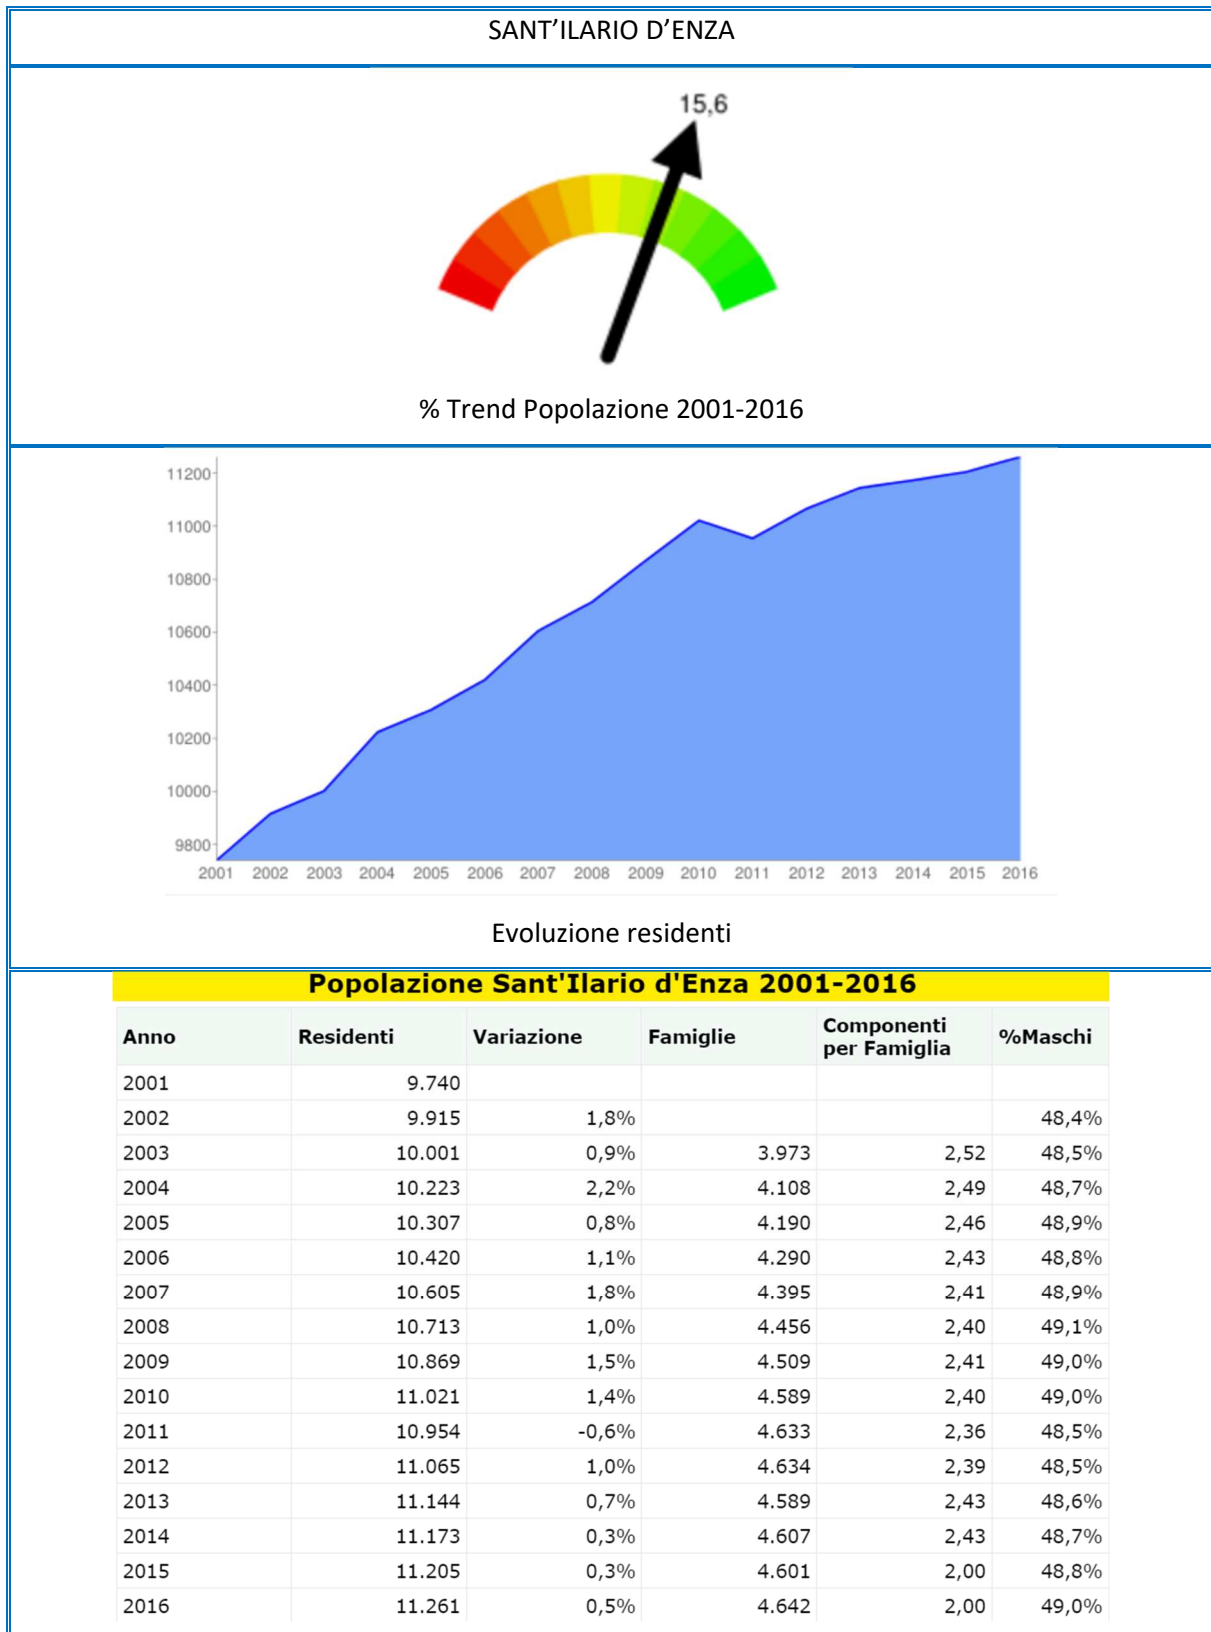 SANT’ILARIO D’ENZA
15,6
% Trend Popolazione 2001-2016
11200
11000
10800
10600
10400
10200
10000
9800
2001 2002 2003 2004 2005 2006 2007 2008 2009 2010 2011 2012 2013 2014 2015 2016
Evoluzione residenti
Popolazione Sant'Ilario d'Enza 2001-2016
Anno Residenti Variazione Famiglie Componenti per Famiglia %Maschi
2001 9.740
2002 9.915 1,8% 48,4%
2003 10.001 0,9% 3.973 2,52 48,5%
2004 10.223 2,2% 4.108 2,49 48,7%
2005 10.307 0,8% 4.190 2,46 48,9%
2006 10.420 1,1% 4.290 2,43 48,8%
2007 10.605 1,8% 4.395 2,41 48,9%
2008 10.713 1,0% 4.456 2,40 49,1%
2009 10.869 1,5% 4.509 2,41 49,0%
2010 11.021 1,4% 4.589 2,40 49,0%
2011 10.954 -0,6% 4.633 2,36 48,5%
2012 11.065 1,0% 4.634 2,39 48,5%
2013 11.144 0,7% 4.589 2,43 48,6%
2014 11.173 0,3% 4.607 2,43 48,7%
2015 11.205 0,3% 4.601 2,00 48,8%
2016 11.261 0,5% 4.642 2,00 49,0%